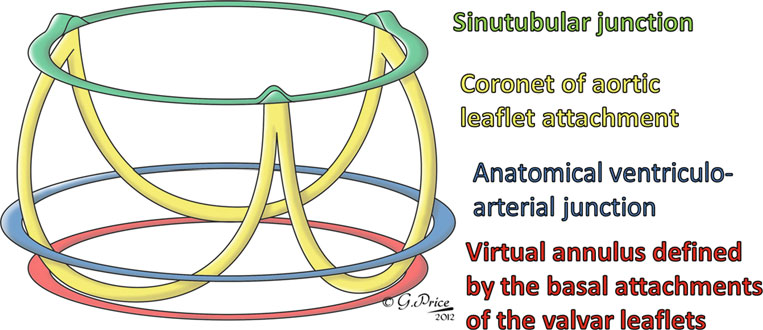 Sinutubular junction
Coronet of aortic
leaflet attachment
Anatomical ventriculo-
arterial junction
Virtual annulus defined
by the basal attachments
of the valvar leaflets
© G.Price
2012